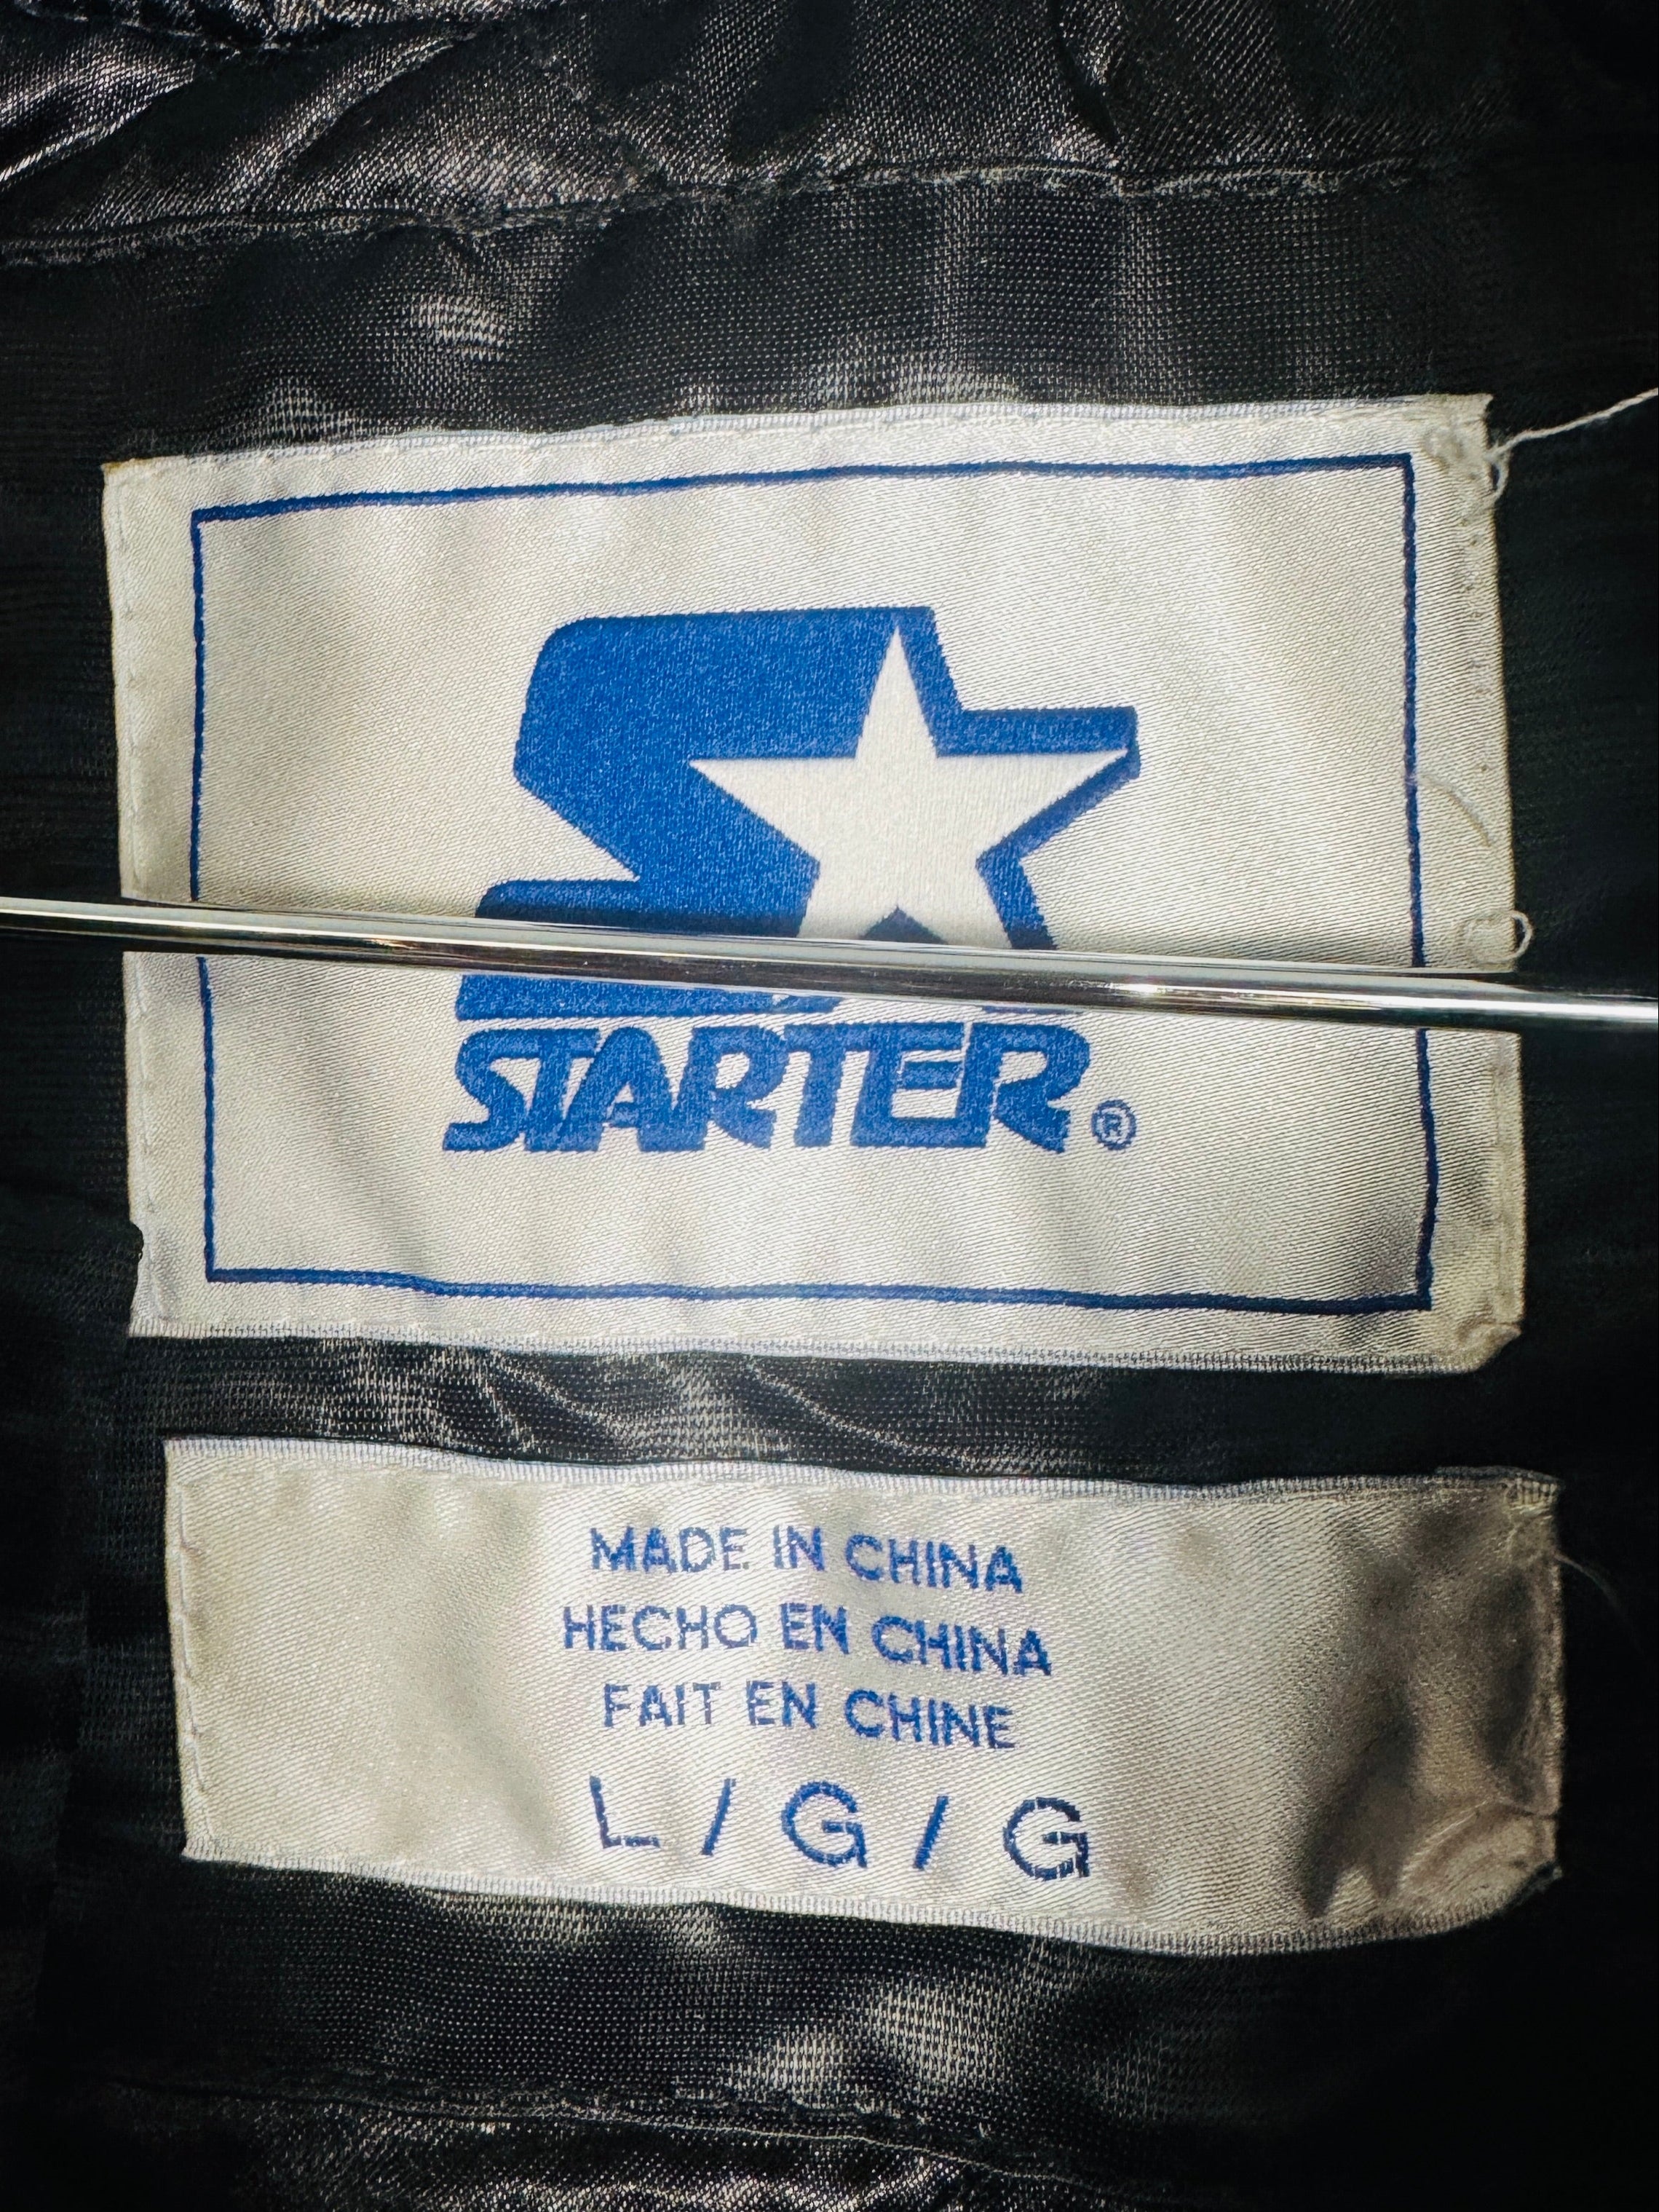 STARTER®
MADE IN CHINA
HECHO EN CHINA
FAIT EN CHINE
L / G / G